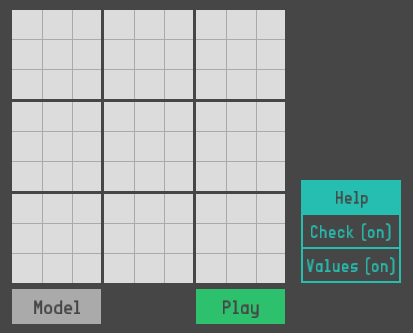 Help
Check (on)
Values (on)
Model
Play